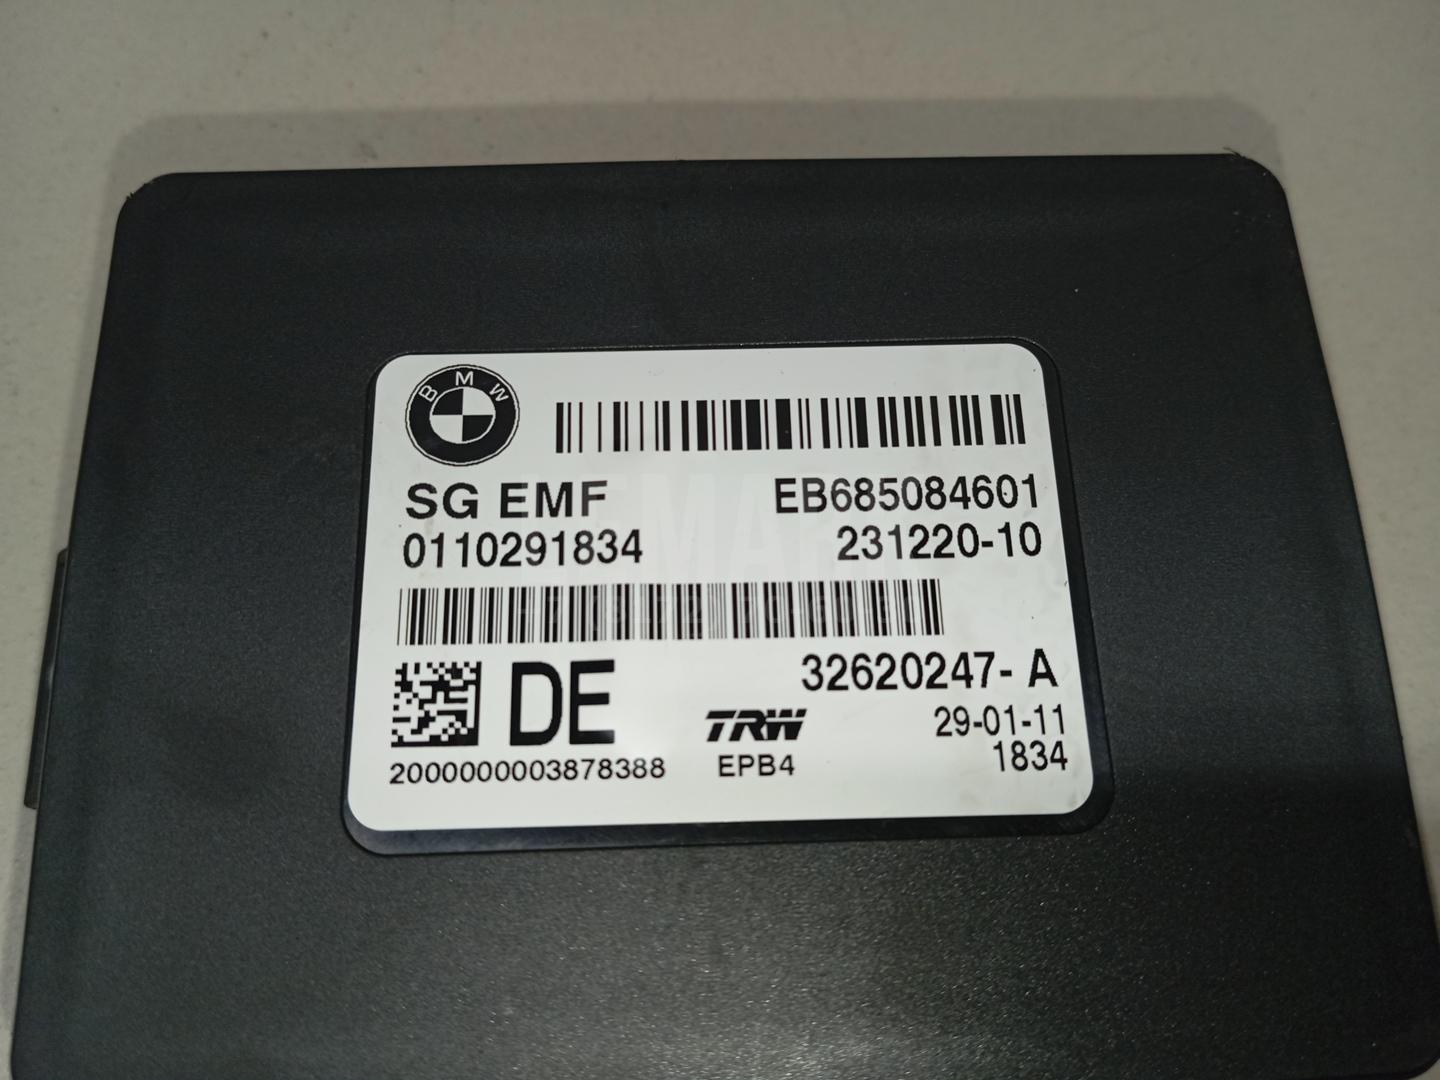 BMW
SG EMF
EB685084601
0110291834
231220-10
32620247- A
DE
TRW
29-01-11
2000000003878388
EPB4
1834